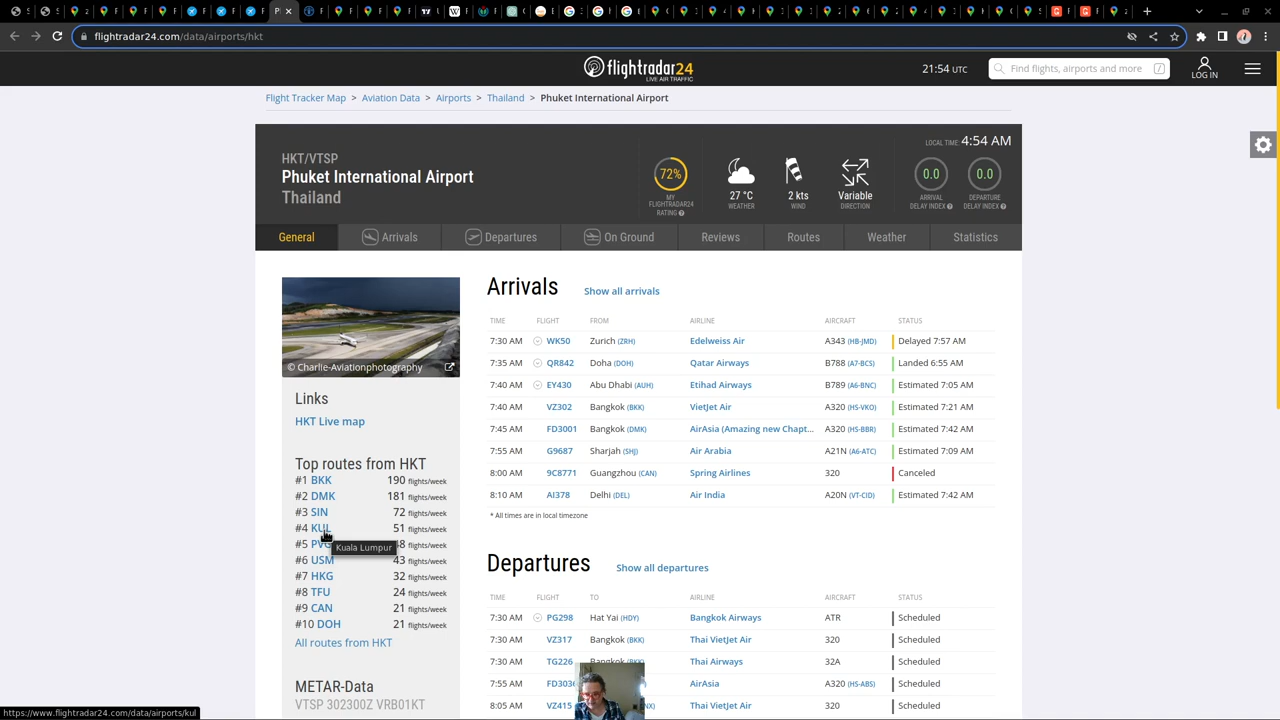 flightradar24.com/data/airports/hkt
flightradar24
LIVE AIR TRAFFIC
21:54 UTC
Find flights, airports and more /
LOG IN
Flight Tracker Map > Aviation Data > Airports > Thailand > Phuket International Airport
LOCAL TIME: 4:54 AM
HKT/VTSP
Phuket International Airport
Thailand
72%
MY FLIGHTRADAR24 RATING
27 °C
WEATHER
2 kts
WIND
Variable
DIRECTION
0.0
ARRIVAL DELAY INDEX
0.0
DEPARTURE DELAY INDEX
General Arrivals Departures On Ground Reviews Routes Weather Statistics
© Charlie-Aviationphotography
Links
HKT Live map
Top routes from HKT
#1 BKK 190 flights/week
#2 DMK 181 flights/week
#3 SIN 72 flights/week
#4 KUL 51 flights/week
Kuala Lumpur
#5 flights/week
#6 USM 43 flights/week
#7 HKG 32 flights/week
#8 TFU 24 flights/week
#9 CAN 21 flights/week
#10 DOH 21 flights/week
All routes from HKT
METAR-Data
VTSP 302300Z VRB01KT
Arrivals Show all arrivals
TIME FLIGHT FROM AIRLINE AIRCRAFT STATUS
7:30 AM WK50 Zurich (ZRH) Edelweiss Air A343 (HB-JMD) Delayed 7:57 AM
7:35 AM QR842 Doha (DOH) Qatar Airways B788 (A7-BCS) Landed 6:55 AM
7:40 AM EY430 Abu Dhabi (AUH) Etihad Airways B789 (A6-BNC) Estimated 7:05 AM
7:40 AM VZ302 Bangkok (BKK) VietJet Air A320 (HS-VKO) Estimated 7:21 AM
7:45 AM FD3001 Bangkok (DMK) AirAsia (Amazing new Chapt... A320 (HS-BBR) Estimated 7:42 AM
7:55 AM G9687 Sharjah (SHJ) Air Arabia A21N (A6-ATC) Estimated 7:09 AM
8:00 AM 9C8771 Guangzhou (CAN) Spring Airlines 320 Canceled
8:10 AM AI378 Delhi (DEL) Air India A20N (VT-CID) Estimated 7:42 AM
* All times are in local timezone
Departures Show all departures
TIME FLIGHT TO AIRLINE AIRCRAFT STATUS
7:30 AM PG298 Hat Yai (HDY) Bangkok Airways ATR Scheduled
7:30 AM VZ317 Bangkok (BKK) Thai VietJet Air 320 Scheduled
7:30 AM TG226 Bangkok (BKK) Thai Airways 32A Scheduled
7:55 AM AirAsia A320 (HS-ABS) Scheduled
8:05 AM VZ415 Thai VietJet Air 320 Scheduled
https://www.flightradar24.com/data/airports/kul